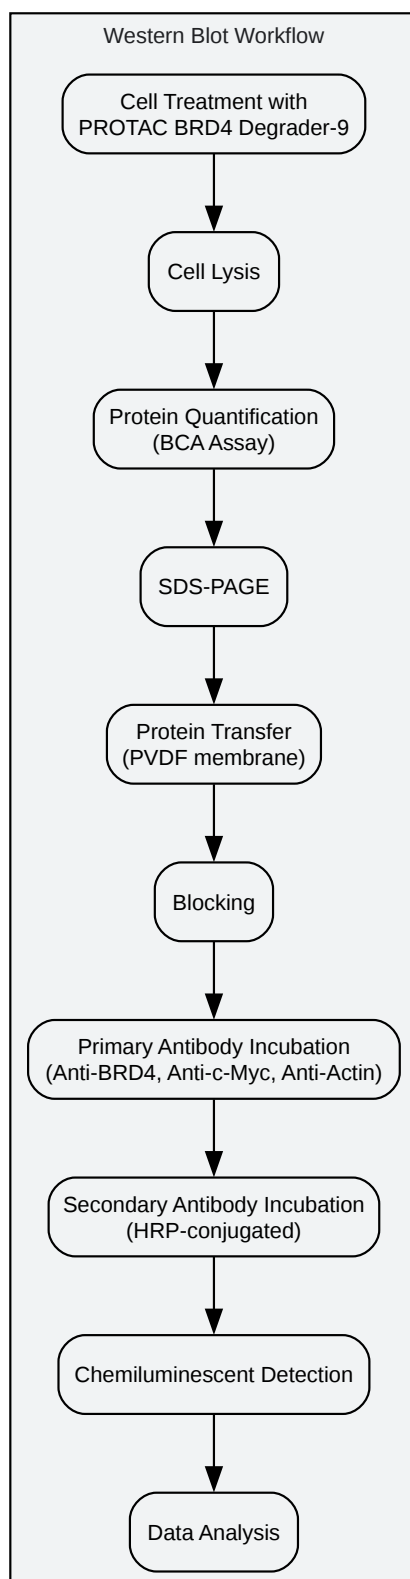 Western Blot Workflow
Cell Treatment with
PROTAC BRD4 Degrader-9
Cell Lysis
Protein Quantification
(BCA Assay)
SDS-PAGE
Protein Transfer
(PVDF membrane)
Blocking
Primary Antibody Incubation
(Anti-BRD4, Anti-c-Myc, Anti-Actin)
Secondary Antibody Incubation
(HRP-conjugated)
Chemiluminescent Detection
Data Analysis